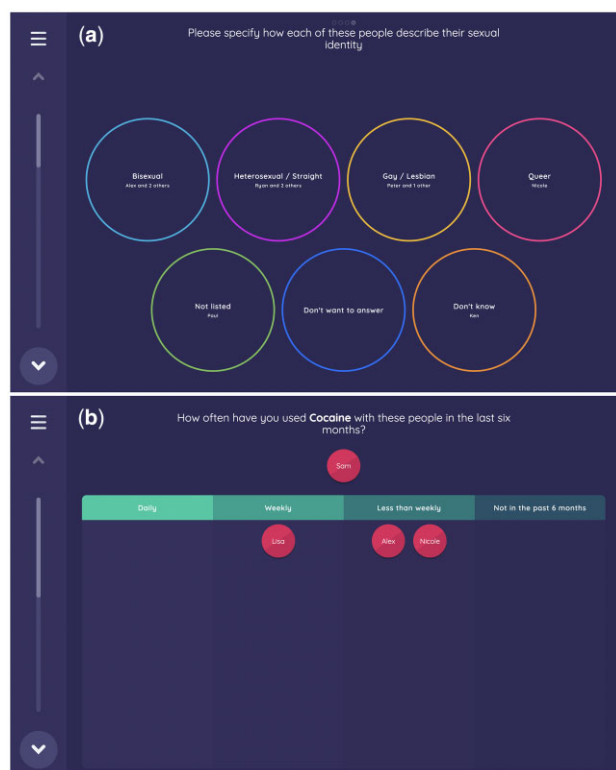 (a)
Please specify how each of these people describe their sexual
identity
Bisexual
Alex and 2 others
Heterosexual / Straight
Ryan and 2 others
Gay / Lesbian
Peter and 1 other
Queer
Nicole
Not listed
Paul
Don't want to answer
Don't know
Ken
(b)
How often have you used Cocaine with these people in the last six
months?
Sam
Daily
Weekly
Less than weekly
Not in the past 6 months
Lisa
Alex
Nicole